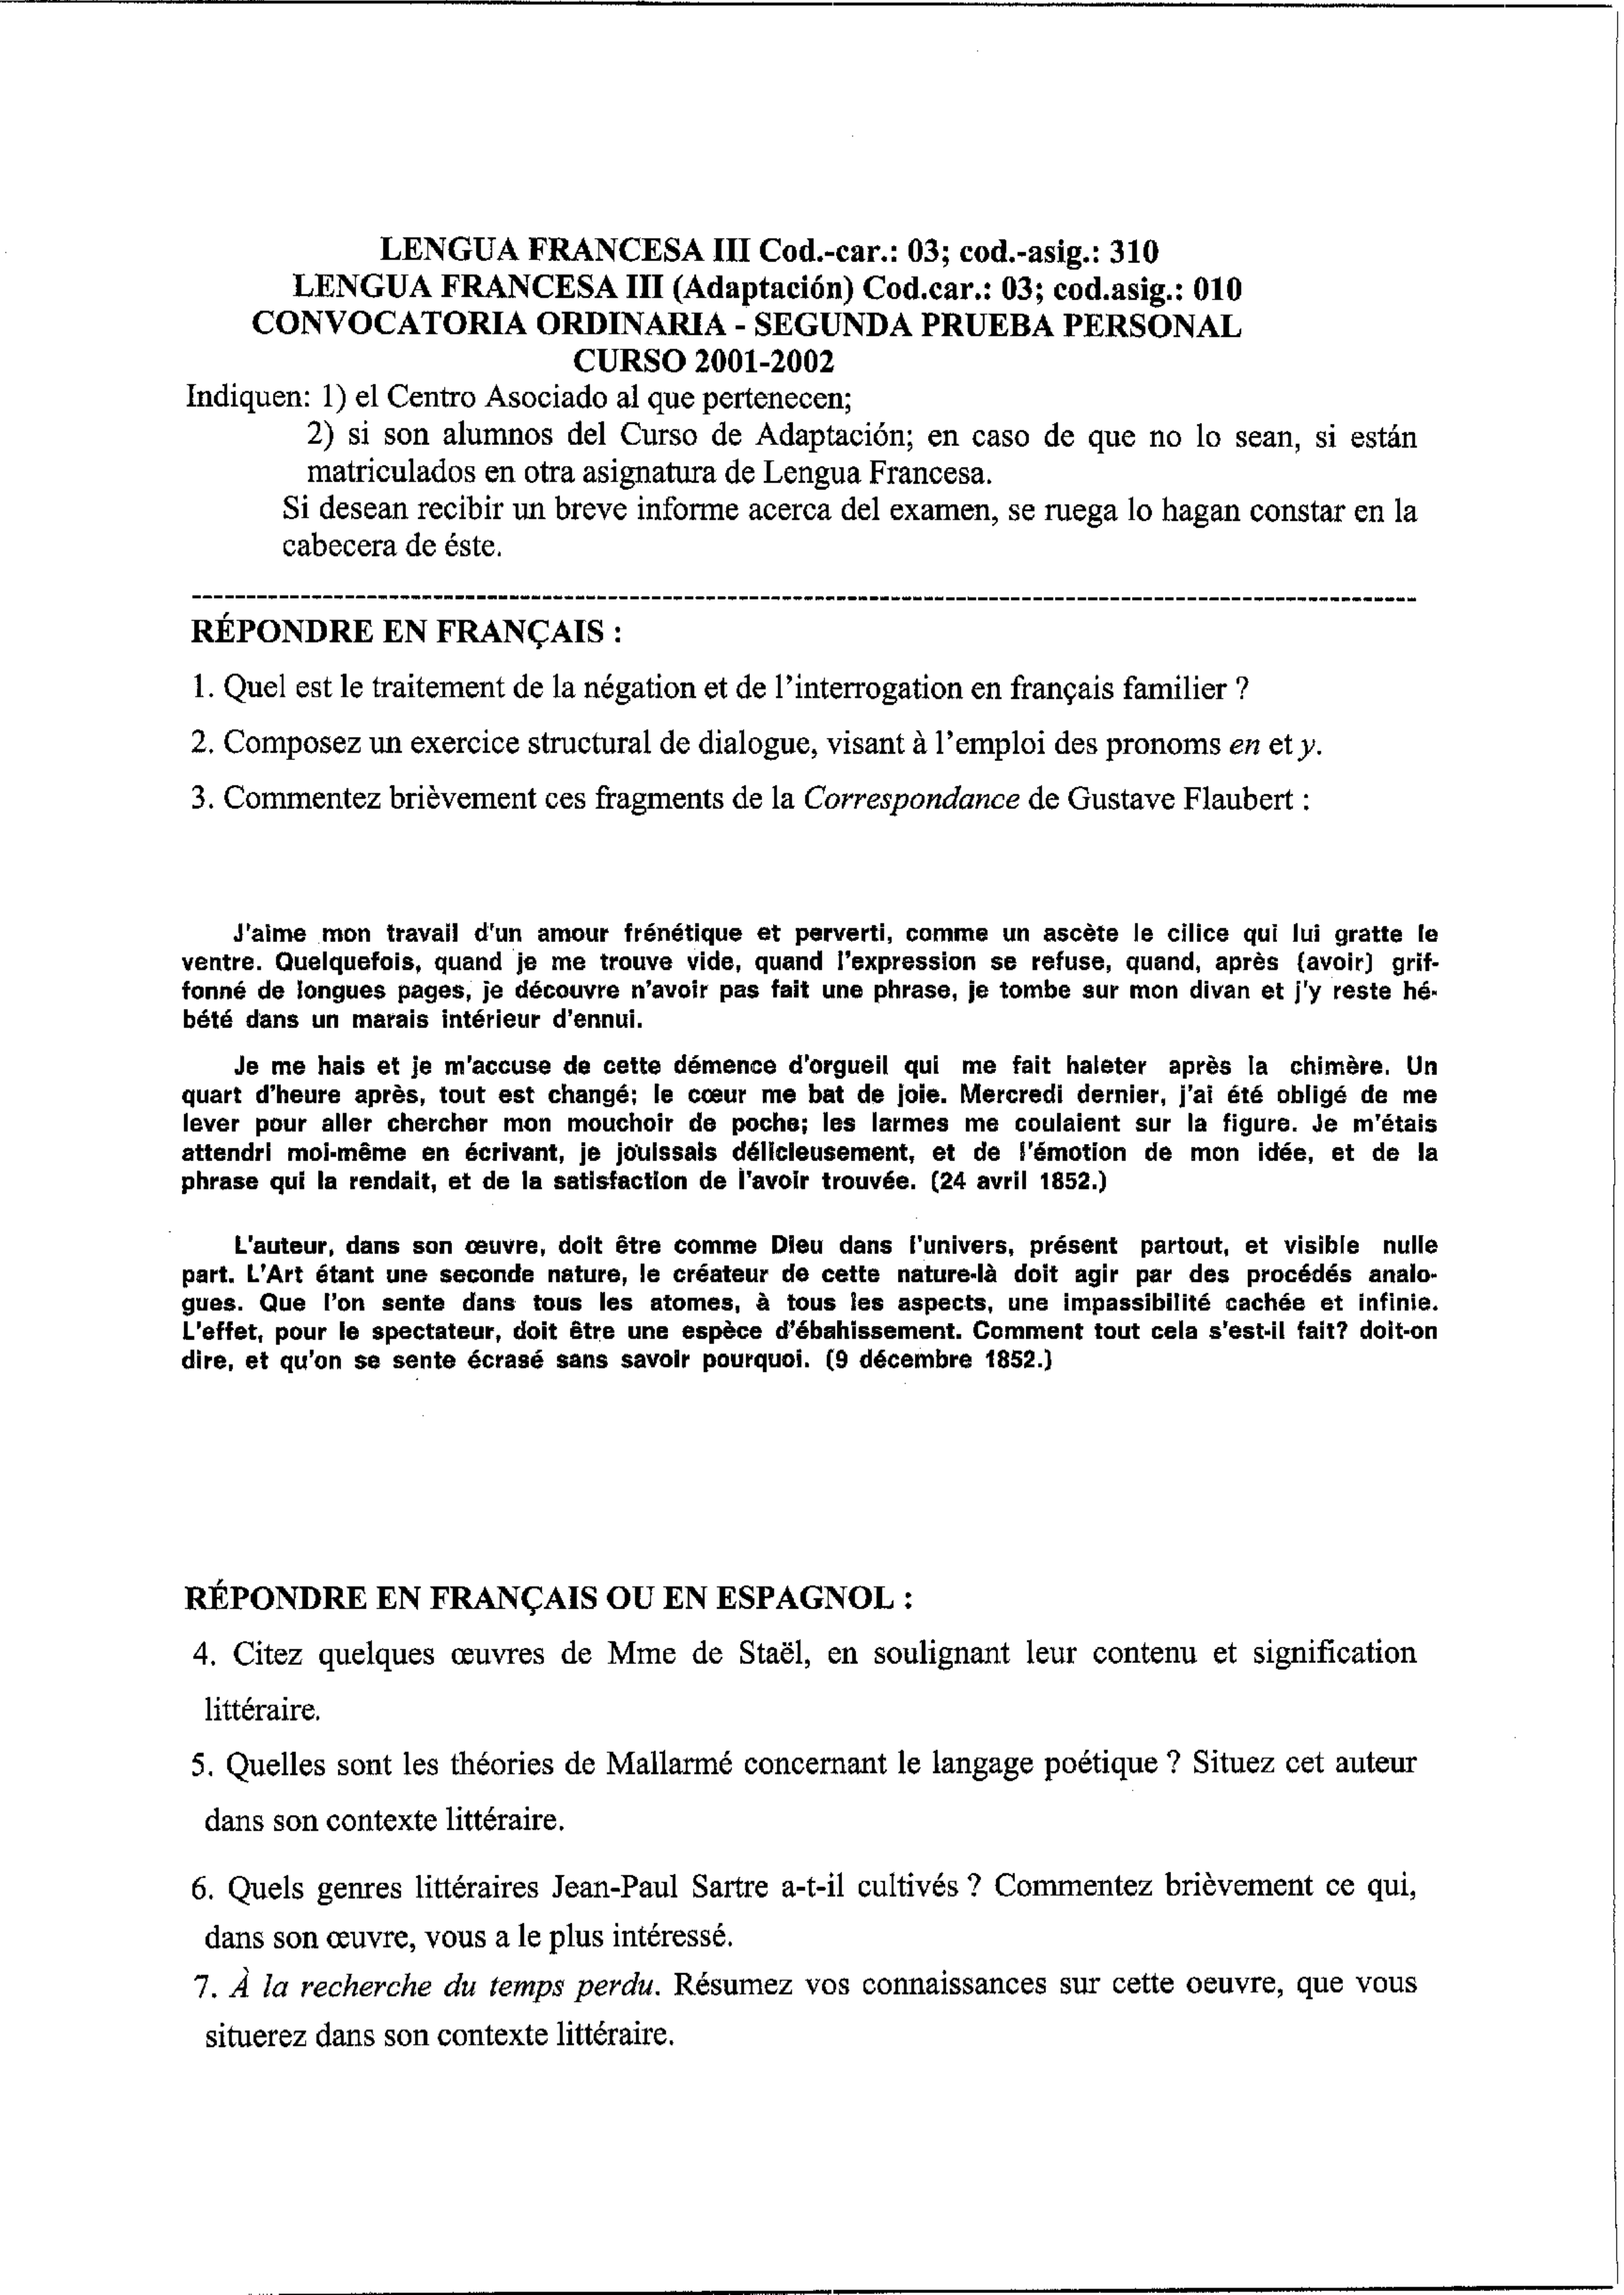 LENGUA FRANCESA III Cod.-car.: 03; cod.-asig.: 310
LENGUA FRANCESA III (Adaptación) Cod.car.: 03; cod.asig.: 010
CONVOCATORIA ORDINARIA - SEGUNDA PRUEBA PERSONAL
CURSO 2001-2002
Indiquen: 1) el Centro Asociado al que pertenecen;
2) si son alumnos del Curso de Adaptación; en caso de que no lo sean, si están
matriculados en otra asignatura de Lengua Francesa.
Si desean recibir un breve informe acerca del examen, se ruega lo hagan constar en la
cabecera de éste.
RÉPONDRE EN FRANÇAIS :
1. Quel est le traitement de la négation et de l'interrogation en français familier ?
2. Composez un exercice structural de dialogue, visant à l'emploi des pronoms en et y.
3. Commentez brièvement ces fragments de la Correspondance de Gustave Flaubert :
J'aime mon travail d'un amour frénétique et perverti, comme un ascète le cilice qui lui gratte le
ventre. Quelquefois, quand je me trouve vide, quand l'expression se refuse, quand, après (avoir) grif-
fonné de longues pages, je découvre n'avoir pas fait une phrase, je tombe sur mon divan et j'y reste hé-
bété dans un marais intérieur d'ennui.
Je me hais et je m'accuse de cette démence d'orgueil qui me fait haleter après la chimère. Un
quart d'heure après, tout est changé; le cœur me bat de joie. Mercredi dernier, j'ai été obligé de me
lever pour aller chercher mon mouchoir de poche; les larmes me coulaient sur la figure. Je m'étais
attendri moi-même en écrivant, je jouissais délicieusement, et de l'émotion de mon idée, et de la
phrase qui la rendait, et de la satisfaction de l'avoir trouvée. (24 avril 1852.)
L'auteur, dans son œuvre, doit être comme Dieu dans l'univers, présent partout, et visible nulle
part. L'Art étant une seconde nature, le créateur de cette nature-là doit agir par des procédés analo-
gues. Que l'on sente dans tous les atomes, à tous les aspects, une impassibilité cachée et infinie.
L'effet, pour le spectateur, doit être une espèce d'ébahissement. Comment tout cela s'est-il fait? doit-on
dire, et qu'on se sente écrasé sans savoir pourquoi. (9 décembre 1852.)
RÉPONDRE EN FRANÇAIS OU EN ESPAGNOL :
4. Citez quelques œuvres de Mme de Staël, en soulignant leur contenu et signification
littéraire.
5. Quelles sont les théories de Mallarmé concernant le langage poétique ? Situez cet auteur
dans son contexte littéraire.
6. Quels genres littéraires Jean-Paul Sartre a-t-il cultivés ? Commentez brièvement ce qui,
dans son œuvre, vous a le plus intéressé.
7. À la recherche du temps perdu. Résumez vos connaissances sur cette oeuvre, que vous
situerez dans son contexte littéraire.